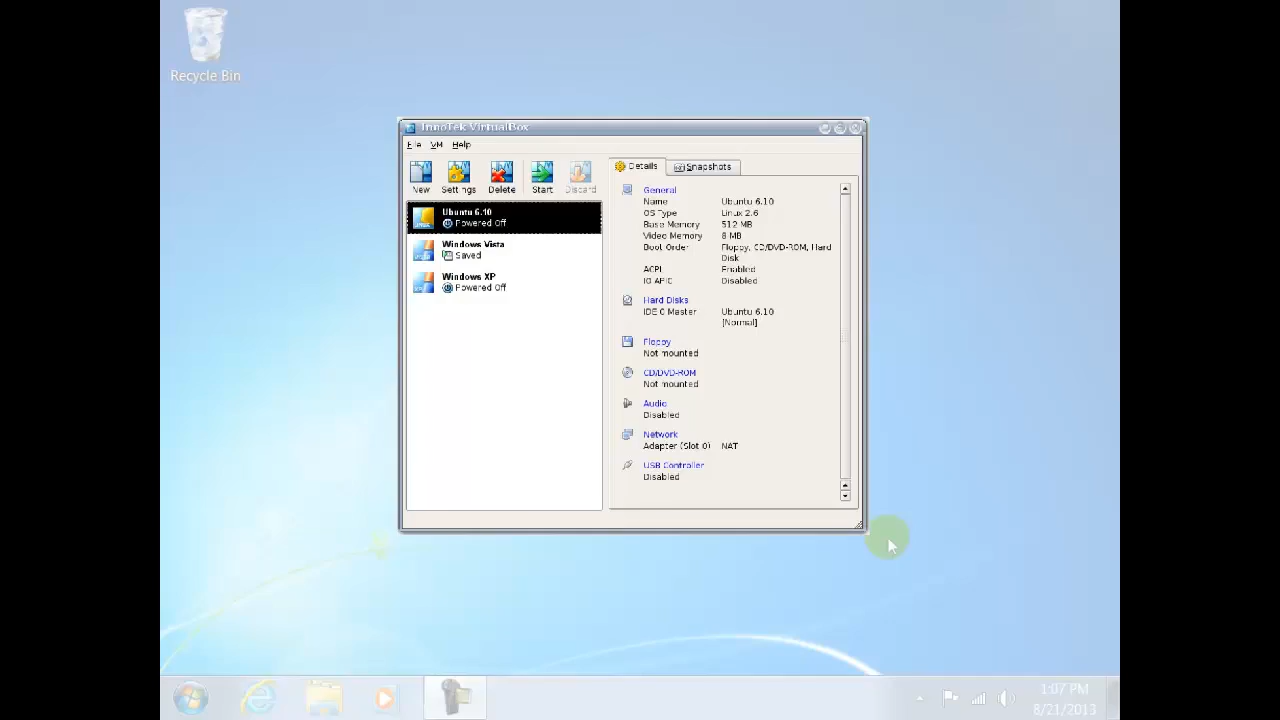 Recycle Bin
InnoTek VirtualBox
File VM Help
New Settings Delete Start Discard
Details Snapshots
Ubuntu 6.10
Powered Off
Windows Vista
Saved
Windows XP
Powered Off
General
Name Ubuntu 6.10
OS Type Linux 2.6
Base Memory 512 MB
Video Memory 8 MB
Boot Order Floppy, CD/DVD-ROM, Hard
Disk
ACPI Enabled
IO APIC Disabled
Hard Disks
IDE 0 Master Ubuntu 6.10
[Normal]
Floppy
Not mounted
CD/DVD-ROM
Not mounted
Audio
Disabled
Network
Adapter (Slot 0) NAT
USB Controller
Disabled
1:07 PM
8/21/2013